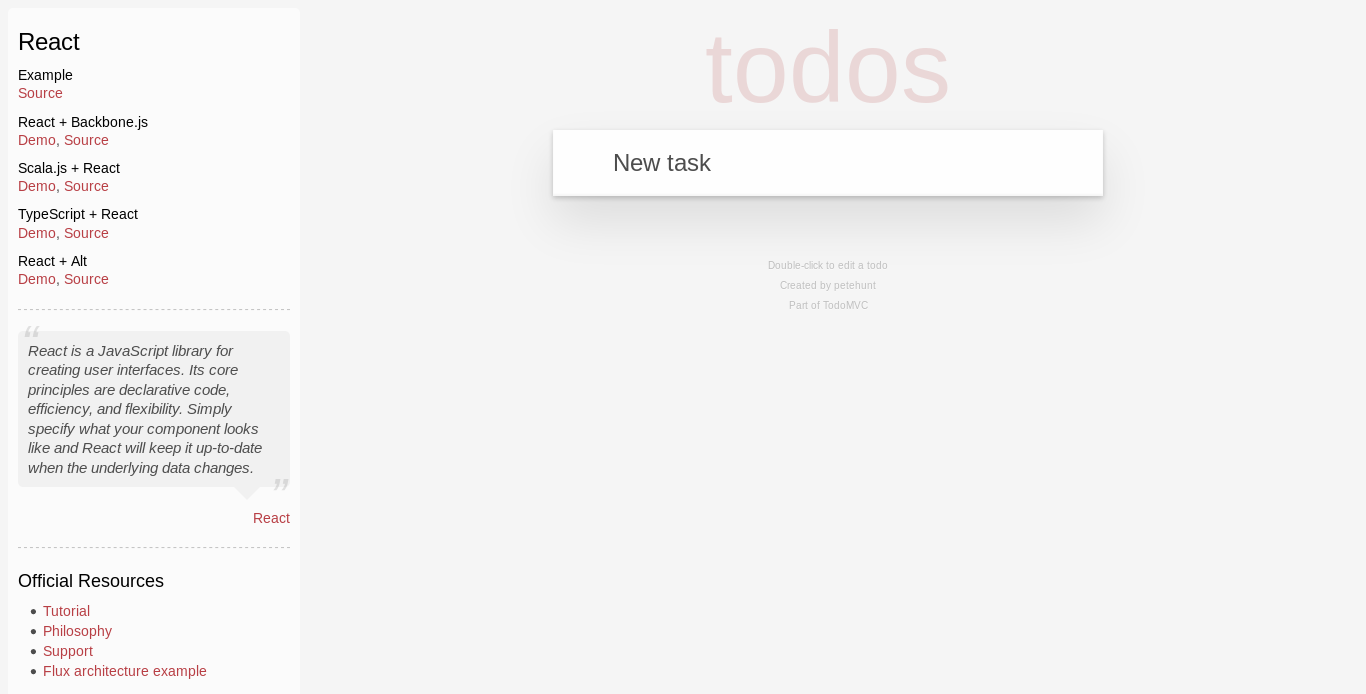 React
Example
Source
React + Backbone.js
Demo, Source
Scala.js + React
Demo, Source
TypeScript + React
Demo, Source
React + Alt
Demo, Source
“
React is a JavaScript library for
creating user interfaces. Its core
principles are declarative code,
efficiency, and flexibility. Simply
specify what your component looks
like and React will keep it up-to-date
when the underlying data changes.
”
React
Official Resources
Tutorial
Philosophy
Support
Flux architecture example
todos
New task
Double-click to edit a todo
Created by petehunt
Part of TodoMVC